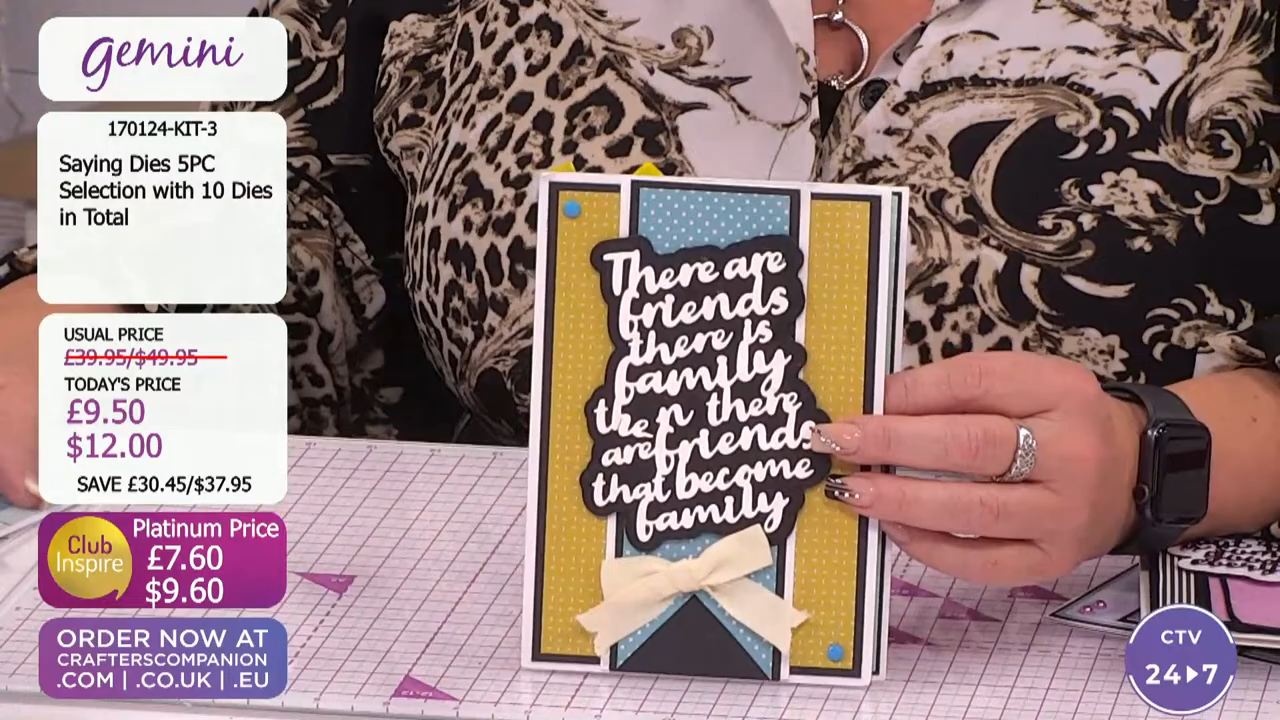 gemini
170124-KIT-3
Saying Dies 5PC
Selection with 10 Dies
in Total
USUAL PRICE
£39.95/$49.95
TODAY'S PRICE
£9.50
$12.00
SAVE £30.45/$37.95
Club
Inspire
Platinum Price
£7.60
$9.60
ORDER NOW AT
CRAFTERSCOMPANION
.COM | .CO.UK | .EU
There are
friends
there is
family
the n there
are friends
that become
family
CTV
24▶7